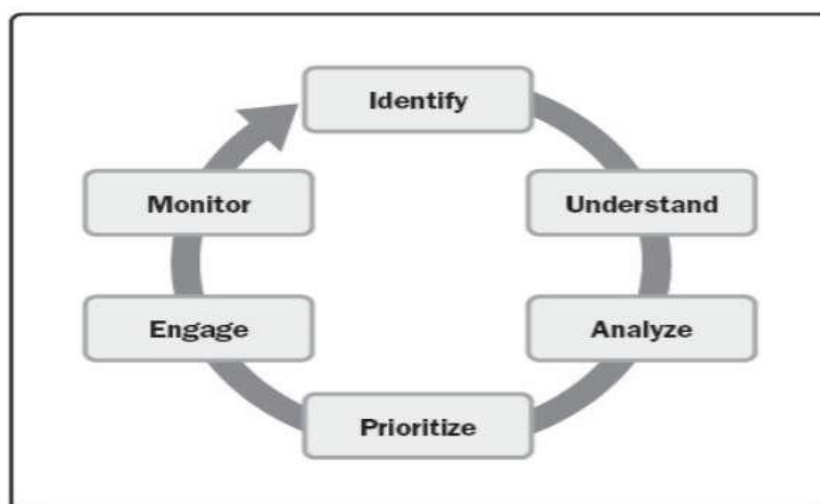 Identify
Understand
Analyze
Prioritize
Engage
Monitor